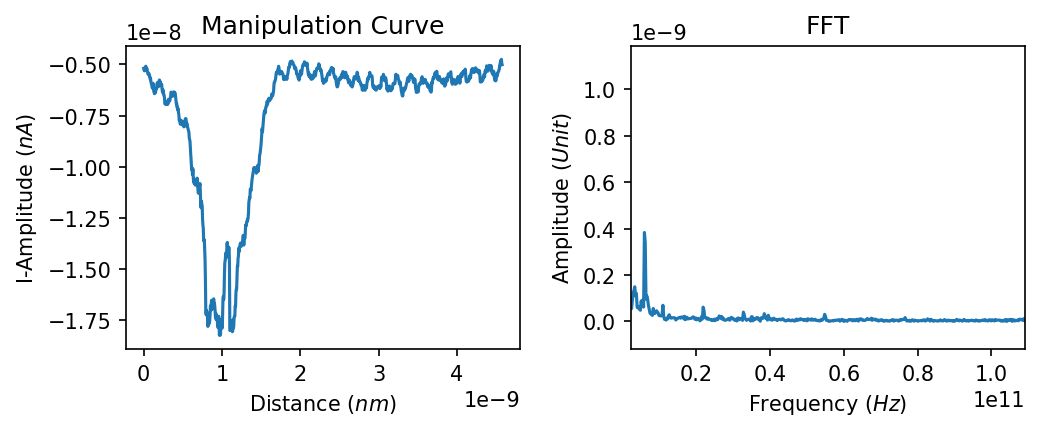 Manipulation Curve
1e−8
−0.50
−0.75
−1.00
−1.25
−1.50
−1.75
I-Amplitude (nA)
0 1 2 3 4
Distance (nm)
1e−9
FFT
1e−9
1.0
0.8
0.6
0.4
0.2
0.0
Amplitude (Unit)
0.2 0.4 0.6 0.8 1.0
Frequency (Hz)
1e11